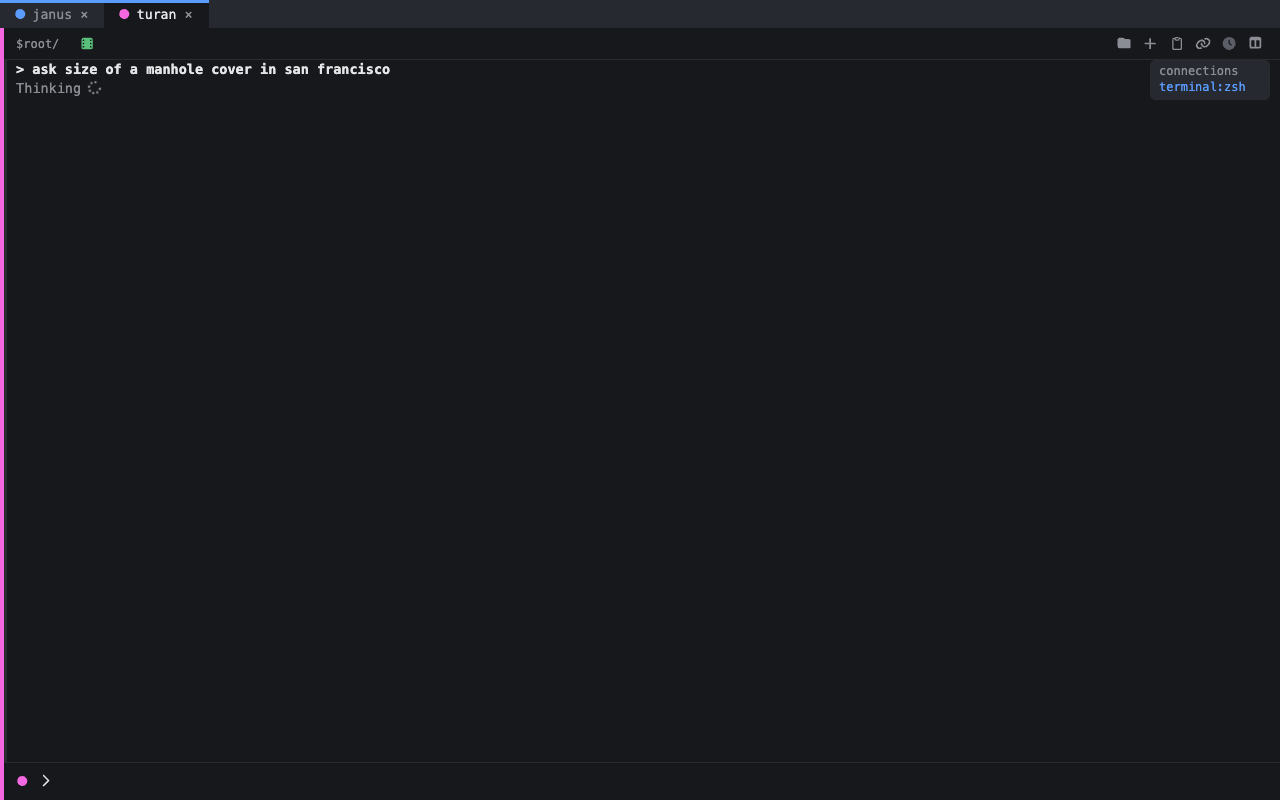 janus ×
turan ×
$root/
> ask size of a manhole cover in san francisco
Thinking
connections
terminal:zsh